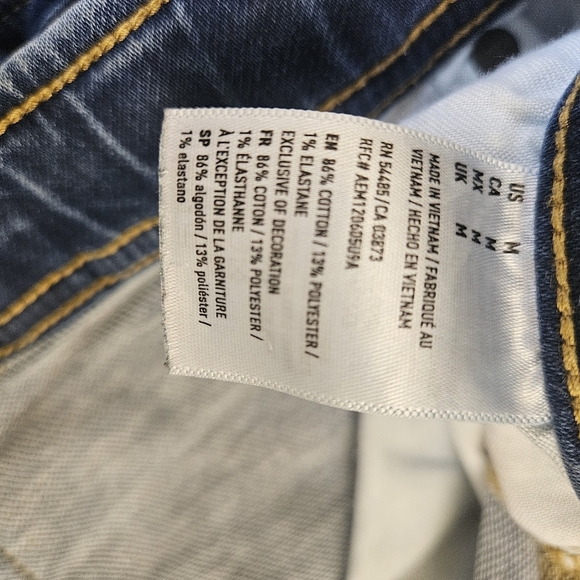 US M
CA M
MX M
UK M
MADE IN VIETNAM / FABRIQUÉ AU
VIETNAM / HECHO EN VIETNAM
RN 54485 / CA 03873
RFC# AEM120605U9A
EN 86% COTTON / 13% POLYESTER /
1% ELASTANE
EXCLUSIVE OF DECORATION
FR 86% COTON / 13% POLYESTER /
1% ÉLASTHANNE
À L'EXCEPTION DE LA GARNITURE
SP 86% algodón / 13% poliéster /
1% elastano